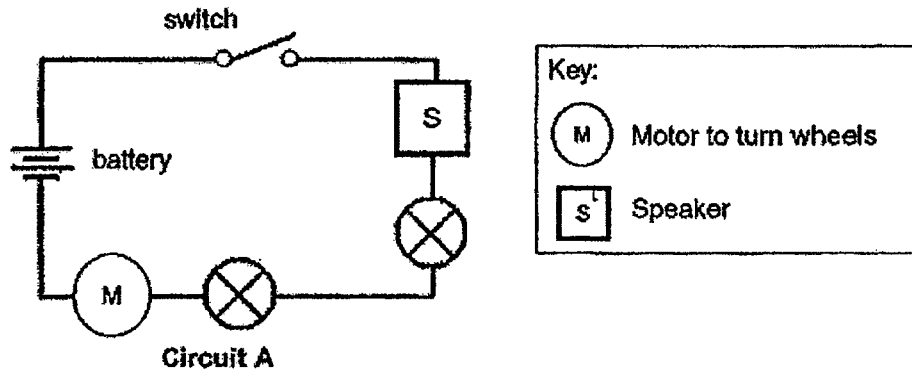 switch
Key:
S
M Motor to turn wheels
battery
S Speaker
M
Circuit A